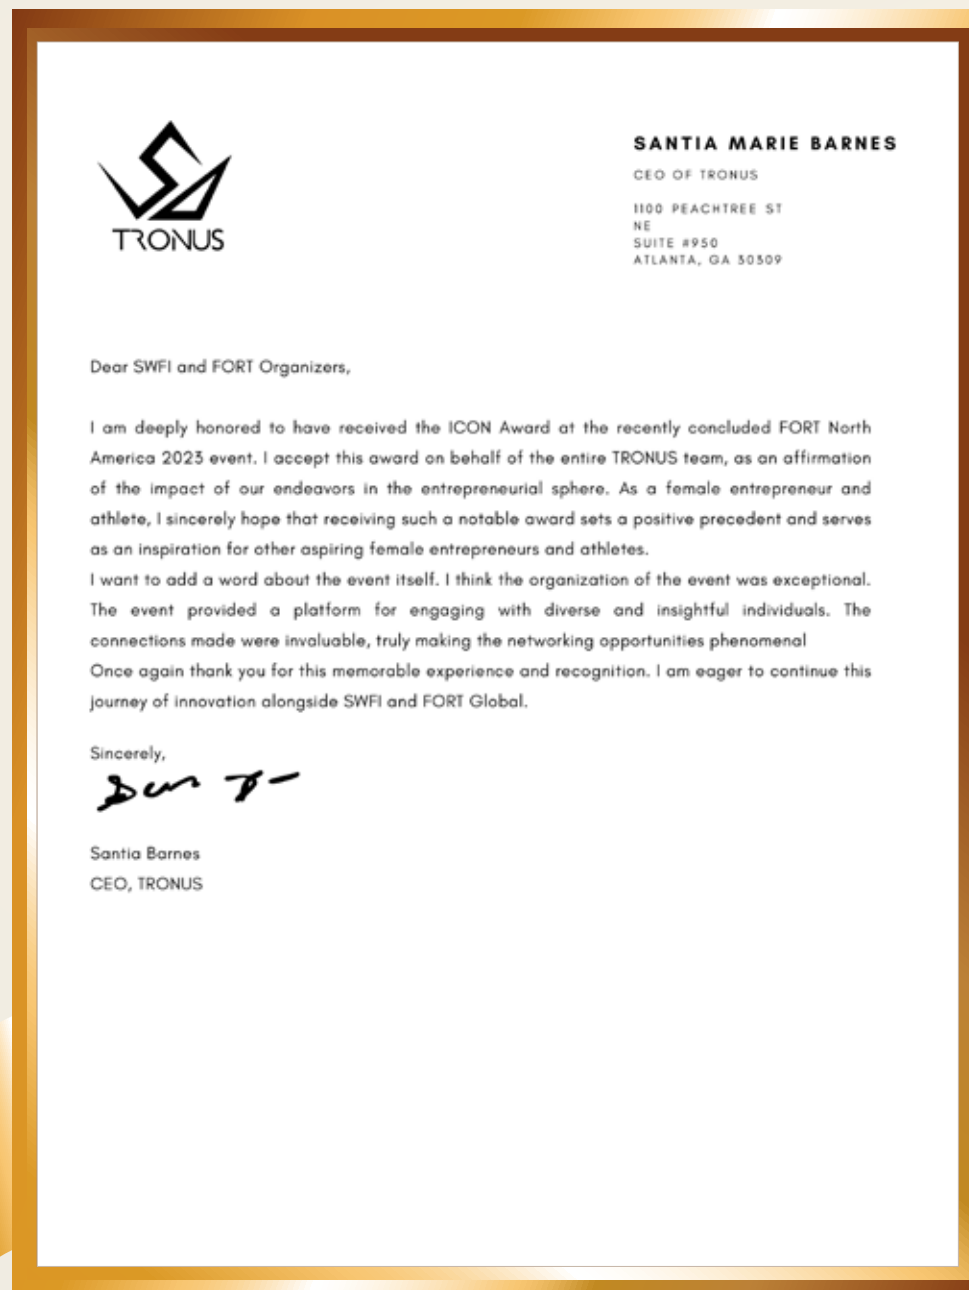 TRONUS
SANTIA MARIE BARNES
CEO OF TRONUS
1100 PEACHTREE ST
NE
SUITE #950
ATLANTA, GA 30309
Dear SWFI and FORT Organizers,
I am deeply honored to have received the ICON Award at the recently concluded FORT North
America 2023 event. I accept this award on behalf of the entire TRONUS team, as an affirmation
of the impact of our endeavors in the entrepreneurial sphere. As a female entrepreneur and
athlete, I sincerely hope that receiving such a notable award sets a positive precedent and serves
as an inspiration for other aspiring female entrepreneurs and athletes.
I want to add a word about the event itself. I think the organization of the event was exceptional.
The event provided a platform for engaging with diverse and insightful individuals. The
connections made were invaluable, truly making the networking opportunities phenomenal
Once again thank you for this memorable experience and recognition. I am eager to continue this
journey of innovation alongside SWFI and FORT Global.
Sincerely,
Santia Barnes
CEO, TRONUS